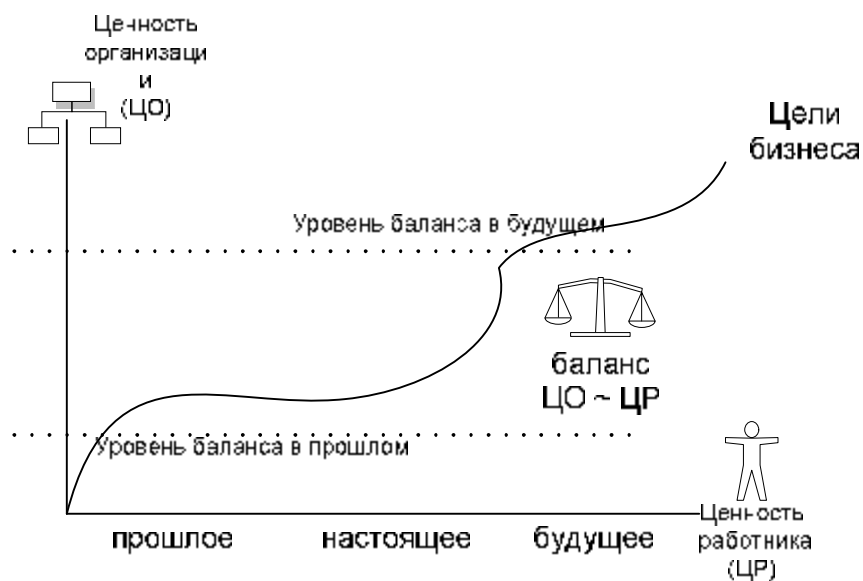 Ценность
организаци
и
(ЦО)
Цели
бизнеса
Уровень баланса в будущем
баланс
ЦО ~ ЦР
Уровень баланса в прошлом
прошлое
настоящее
будущее
Ценность
работника
(ЦР)